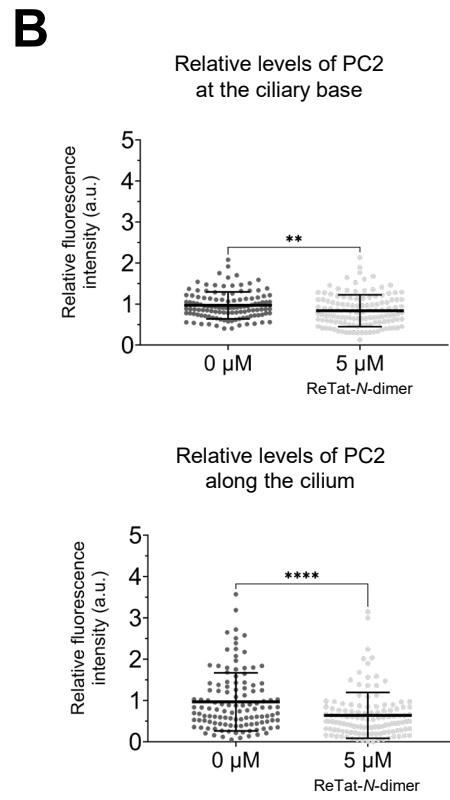 B
Relative levels of PC2
at the ciliary base
Relative fluorescence
intensity (a.u.)
5
4
3
2
1
0
**
0 µM
5 µM
ReTat-N-dimer
Relative levels of PC2
along the cilium
Relative fluorescence
intensity (a.u.)
5
4
3
2
1
0
****
0 µM
5 µM
ReTat-N-dimer